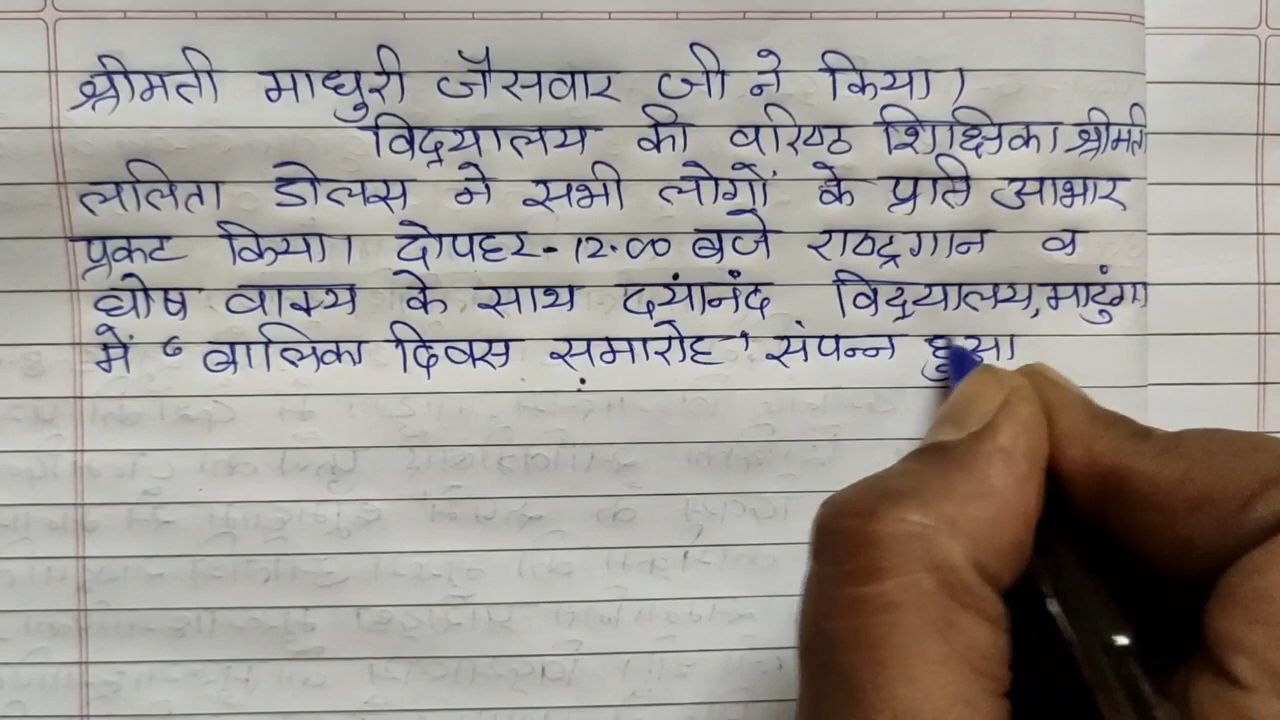 श्रीमती माधुरी जैसवार जी ने किया।
विद्यालय की वरिष्ठ शिक्षिका श्रीमती
ललिता डोलस ने सभी लोगों के प्रति आभार
प्रकट किया। दोपहर-12.00 बजे राष्ट्रगान व
घोष वाक्य के साथ दयांनंद विद्यालय,माटुंगा
में ‘बालिका दिवस समारोह’ संपन्न हुआ